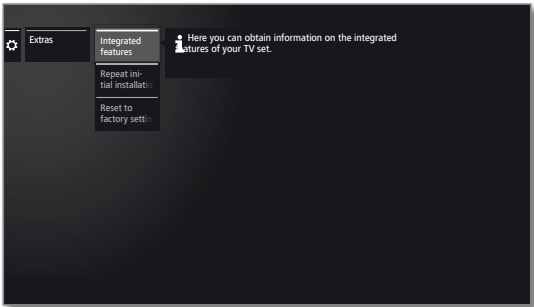 Extras
Integrated
features
Here you can obtain information on the integrated
atures of your TV set.
Repeat ini-
tial installatio
Reset to
factory settin